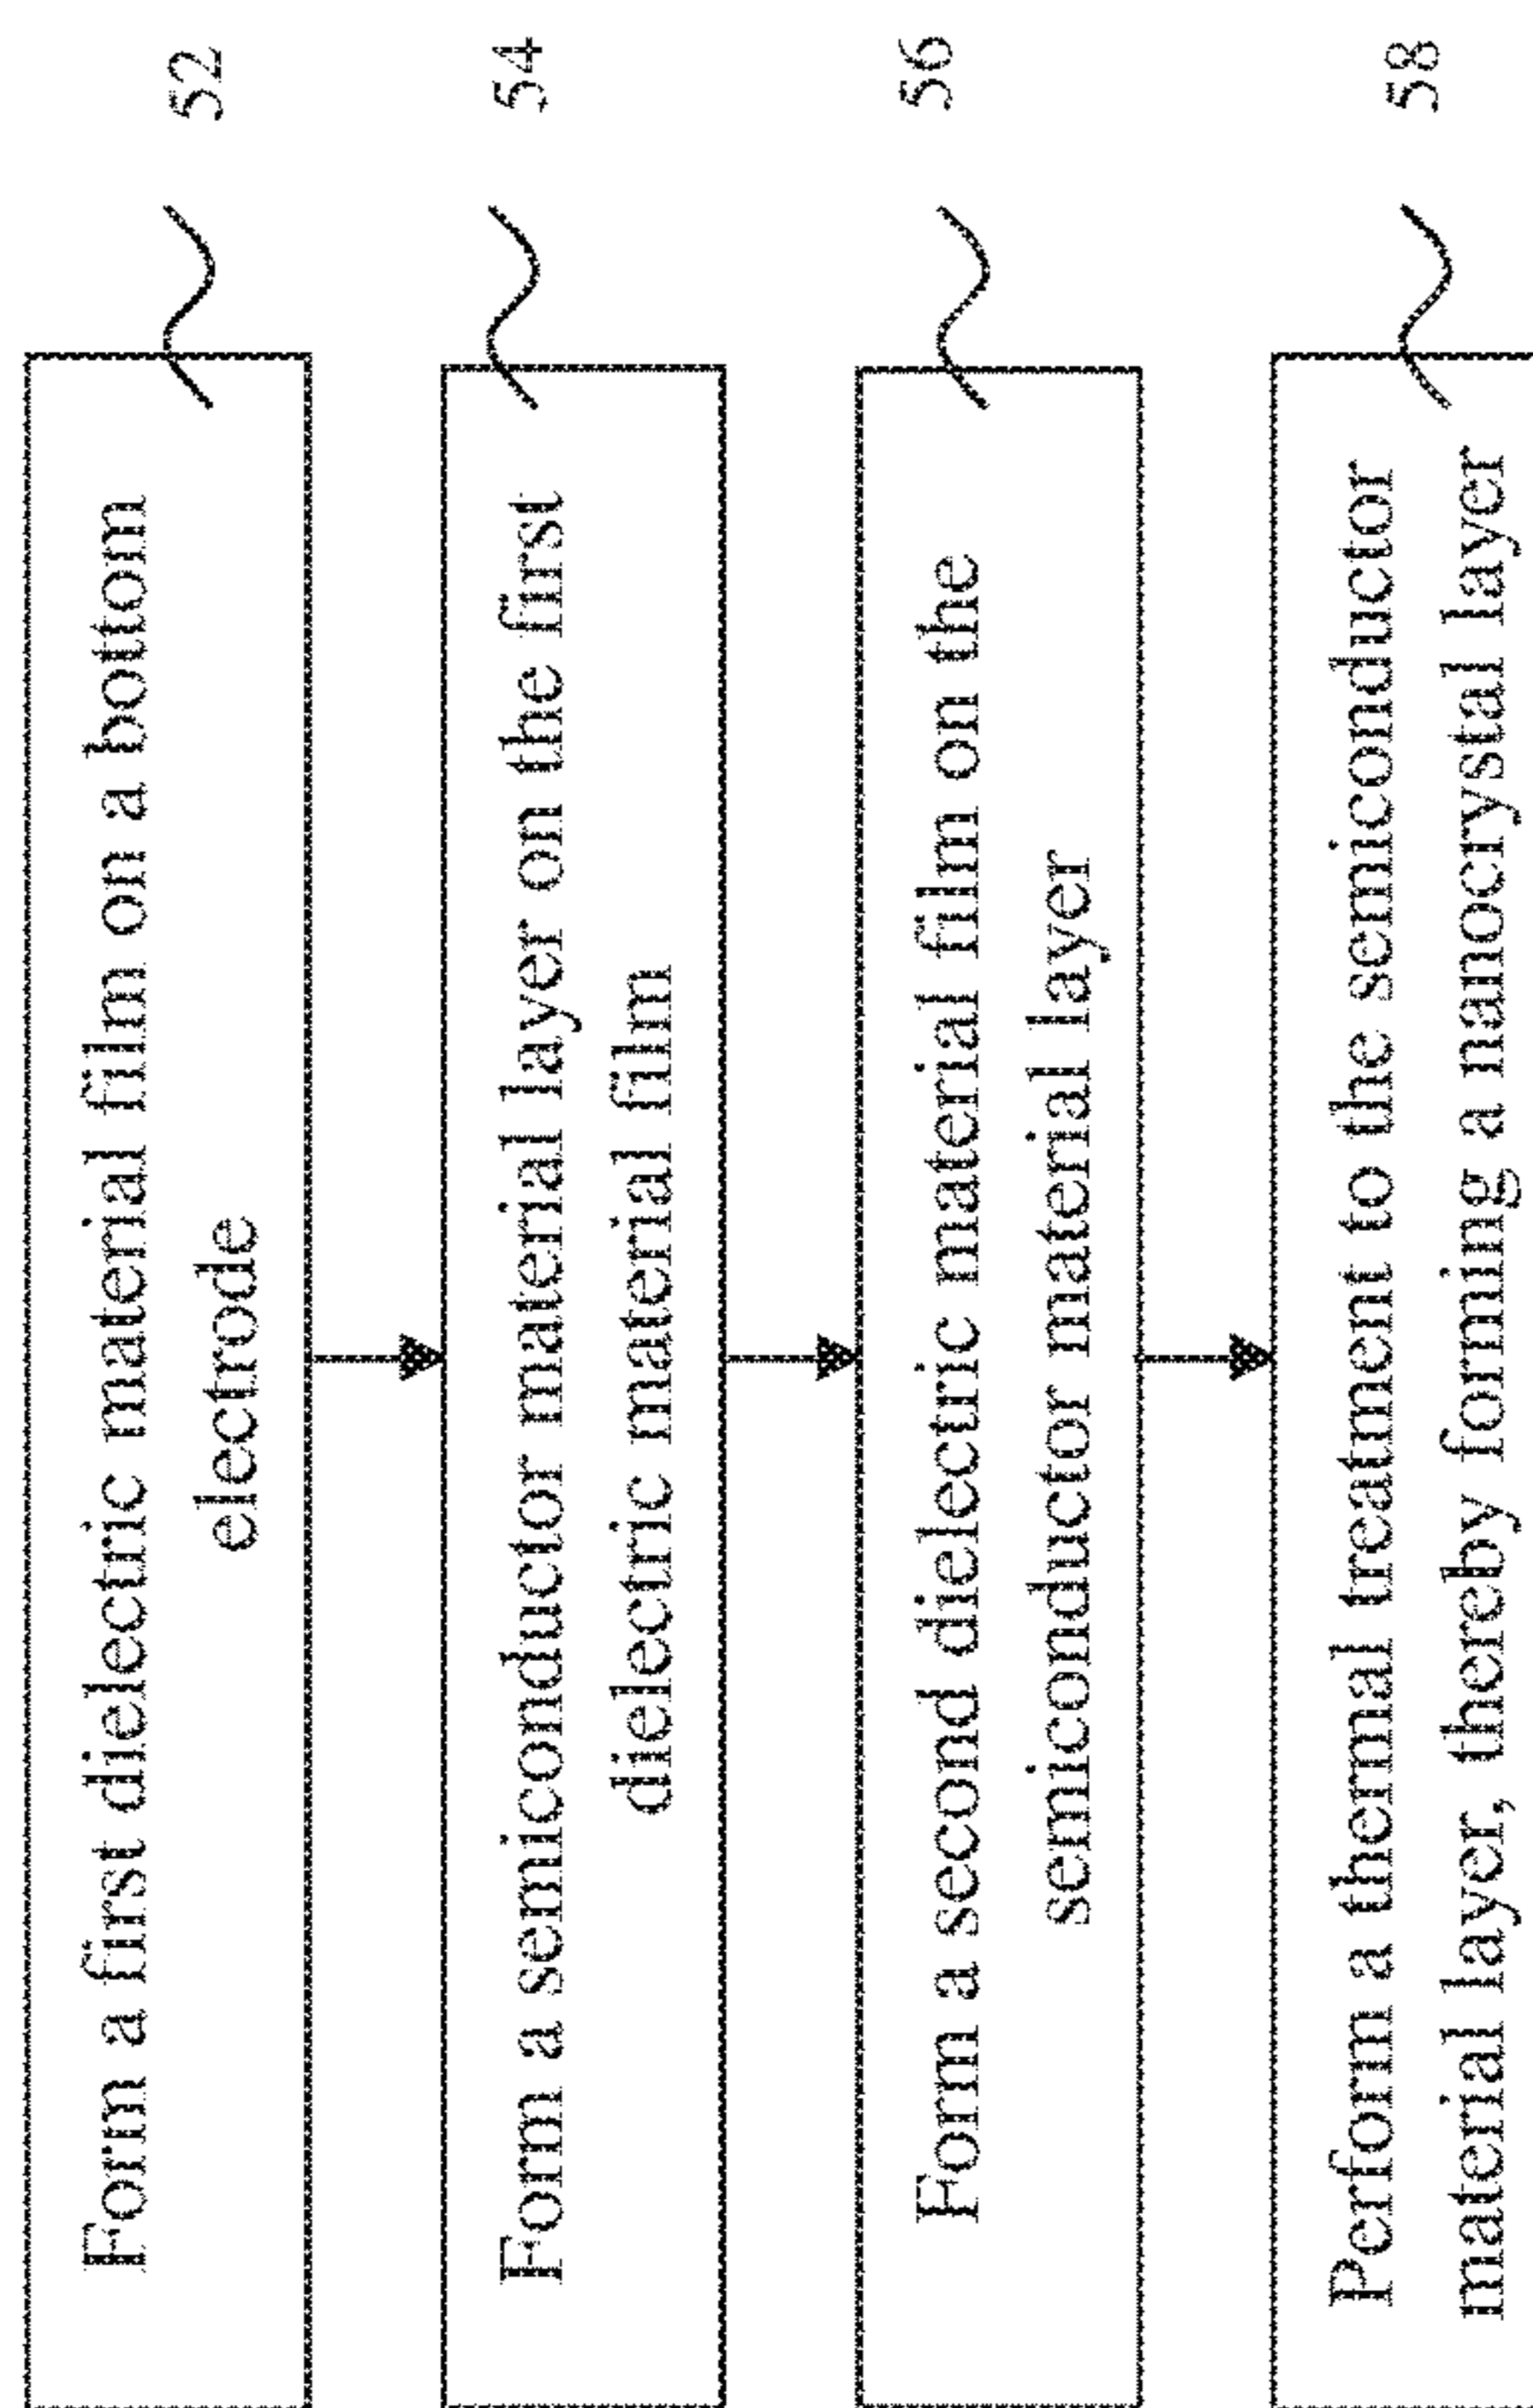 Form a first dielectric material film on a bottom
electrode
52
Form a semiconductor material layer on the first
dielectric material film
54
Form a second dielectric material film on the
semiconductor material layer
56
Perform a thermal treatment to the semiconductor
material layer, thereby forming a nanocrystal layer
58